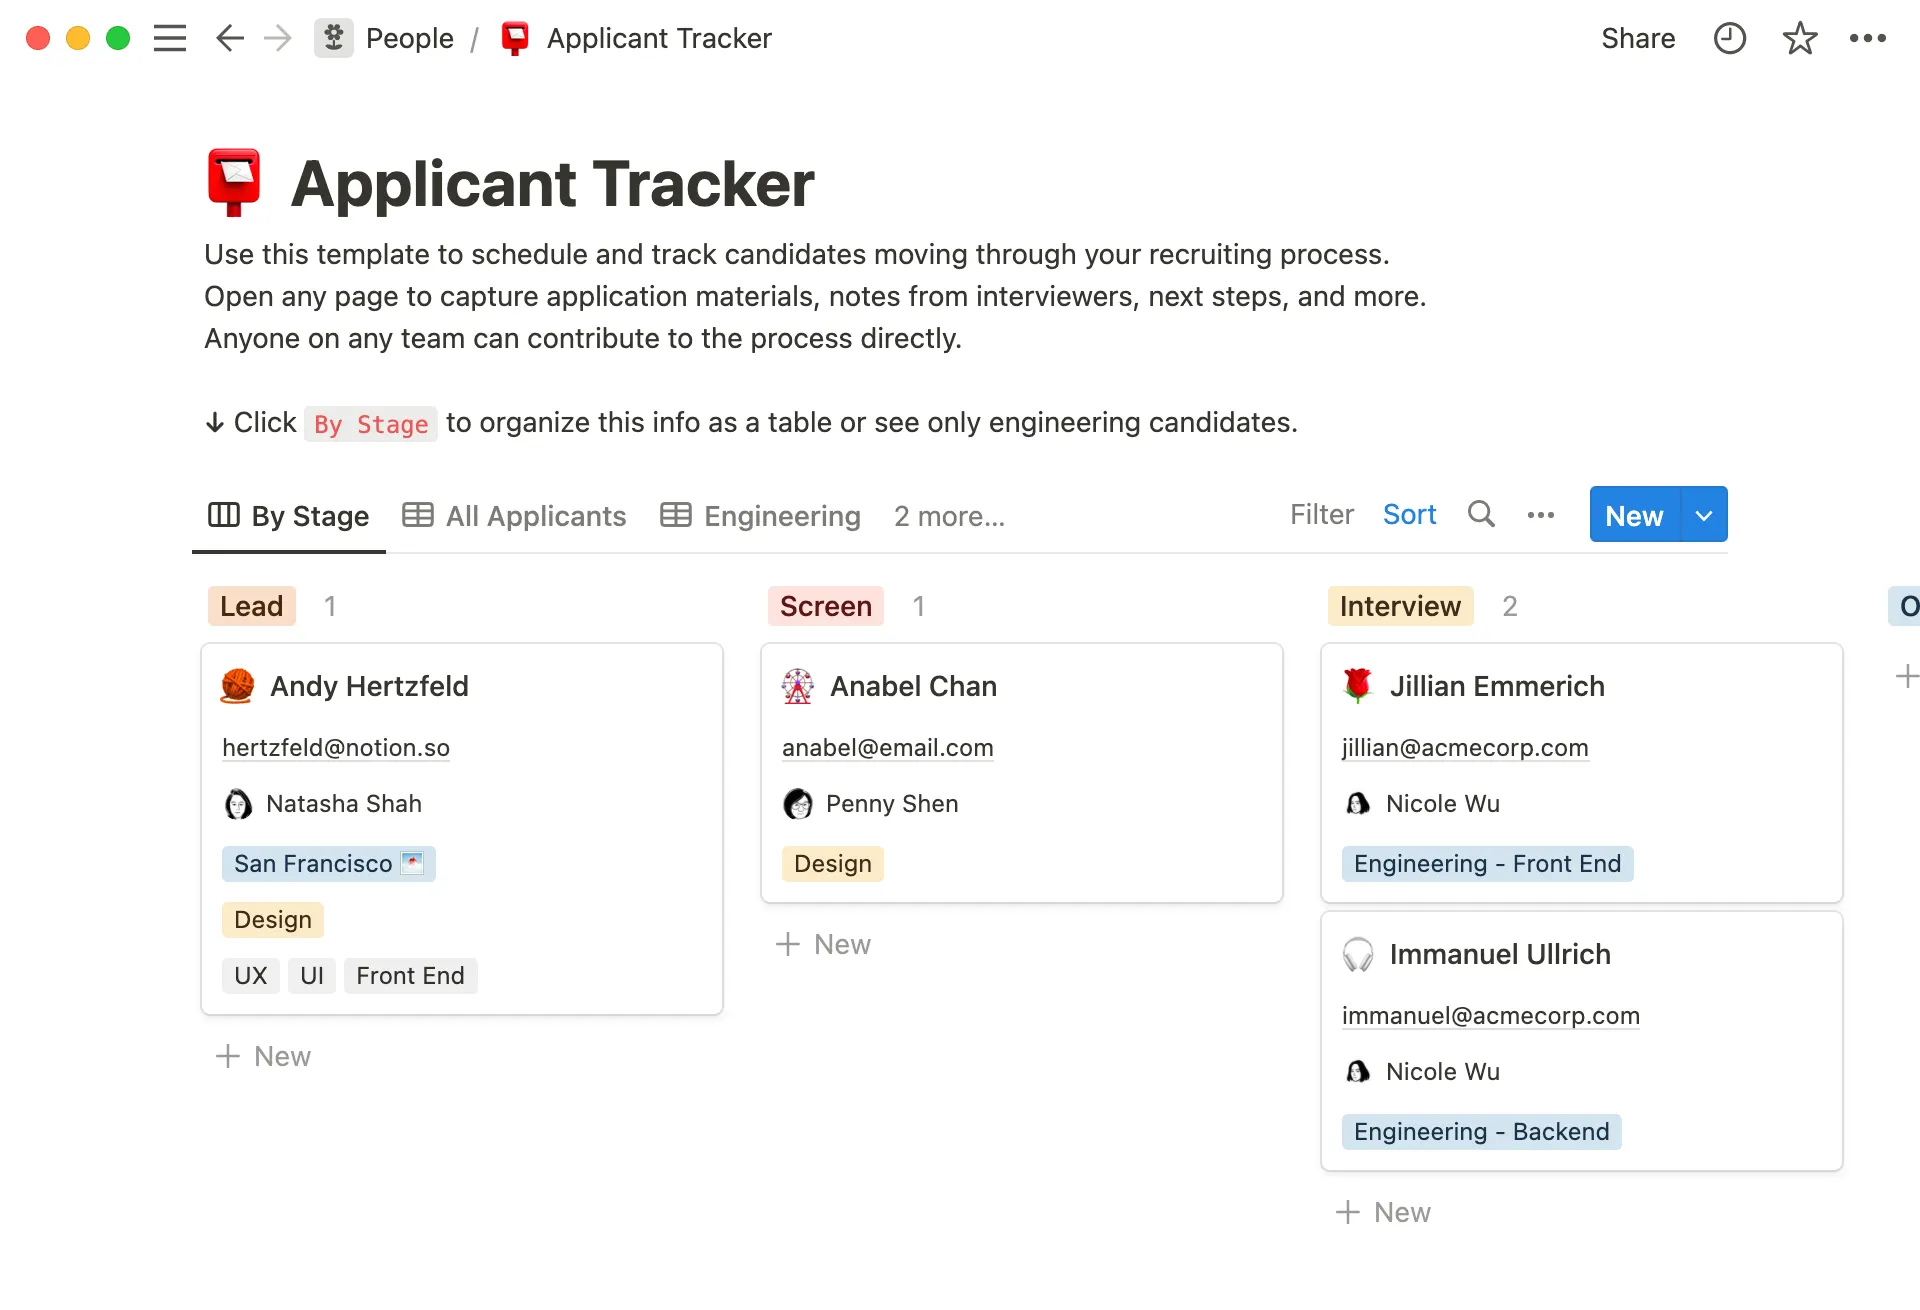 People / Applicant Tracker
Share
Applicant Tracker
Use this template to schedule and track candidates moving through your recruiting process.
Open any page to capture application materials, notes from interviewers, next steps, and more.
Anyone on any team can contribute to the process directly.
↓ Click By Stage to organize this info as a table or see only engineering candidates.
By Stage
All Applicants
Engineering
2 more...
Filter
Sort
New
Lead 1
Andy Hertzfeld
hertzfeld@notion.so
Natasha Shah
San Francisco
Design
UX UI Front End
+ New
Screen 1
Anabel Chan
anabel@email.com
Penny Shen
Design
+ New
Interview 2
Jillian Emmerich
jillian@acmecorp.com
Nicole Wu
Engineering - Front End
Immanuel Ullrich
immanuel@acmecorp.com
Nicole Wu
Engineering - Backend
+ New